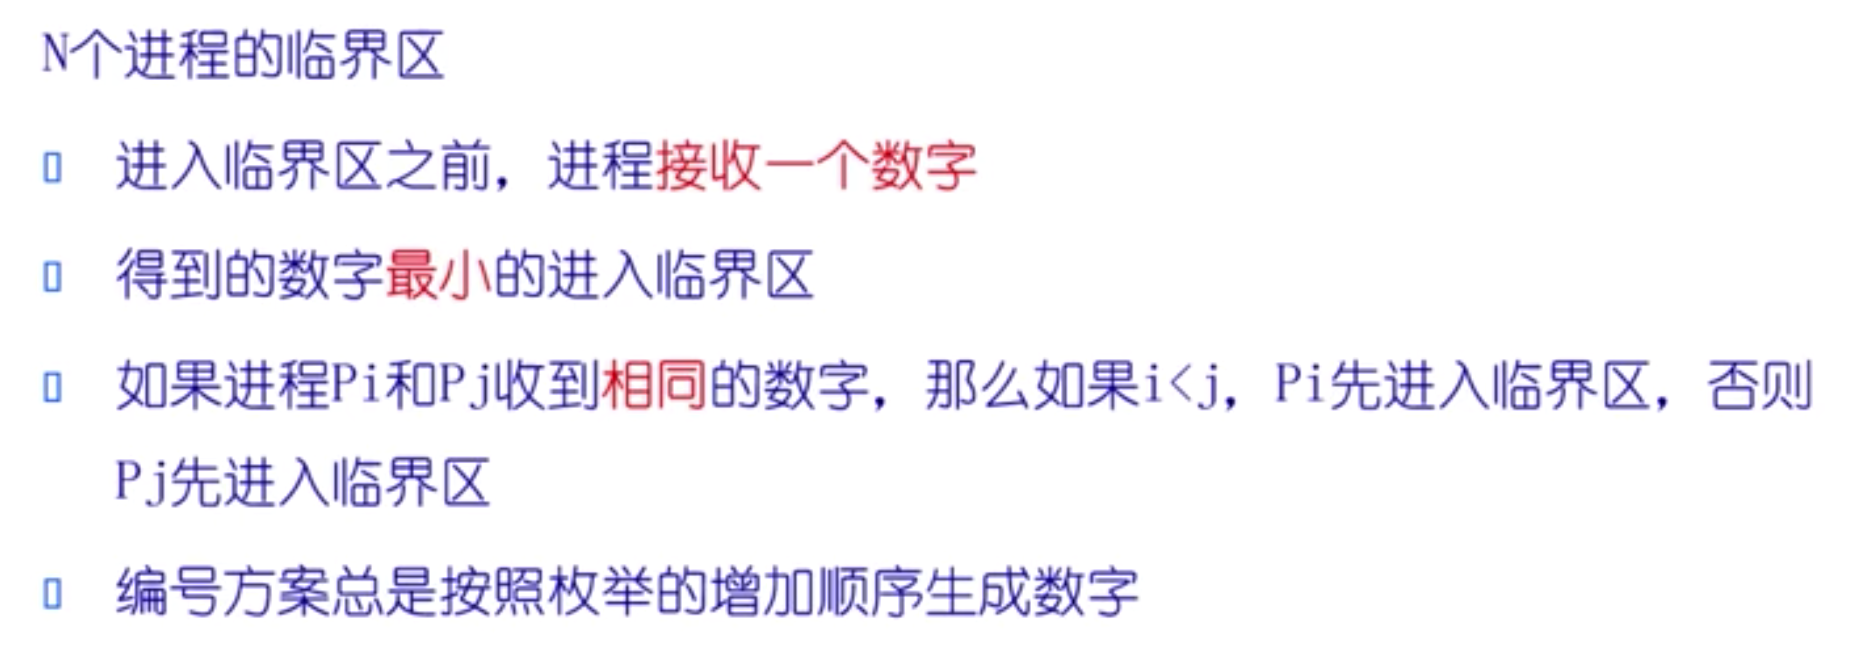 N个进程的临界区
进入临界区之前，进程接收一个数字
得到的数字最小的进入临界区
如果进程Pi和Pj收到相同的数字，那么如果i<j，Pi先进入临界区，否则
Pj先进入临界区
编号方案总是按照枚举的增加顺序生成数字